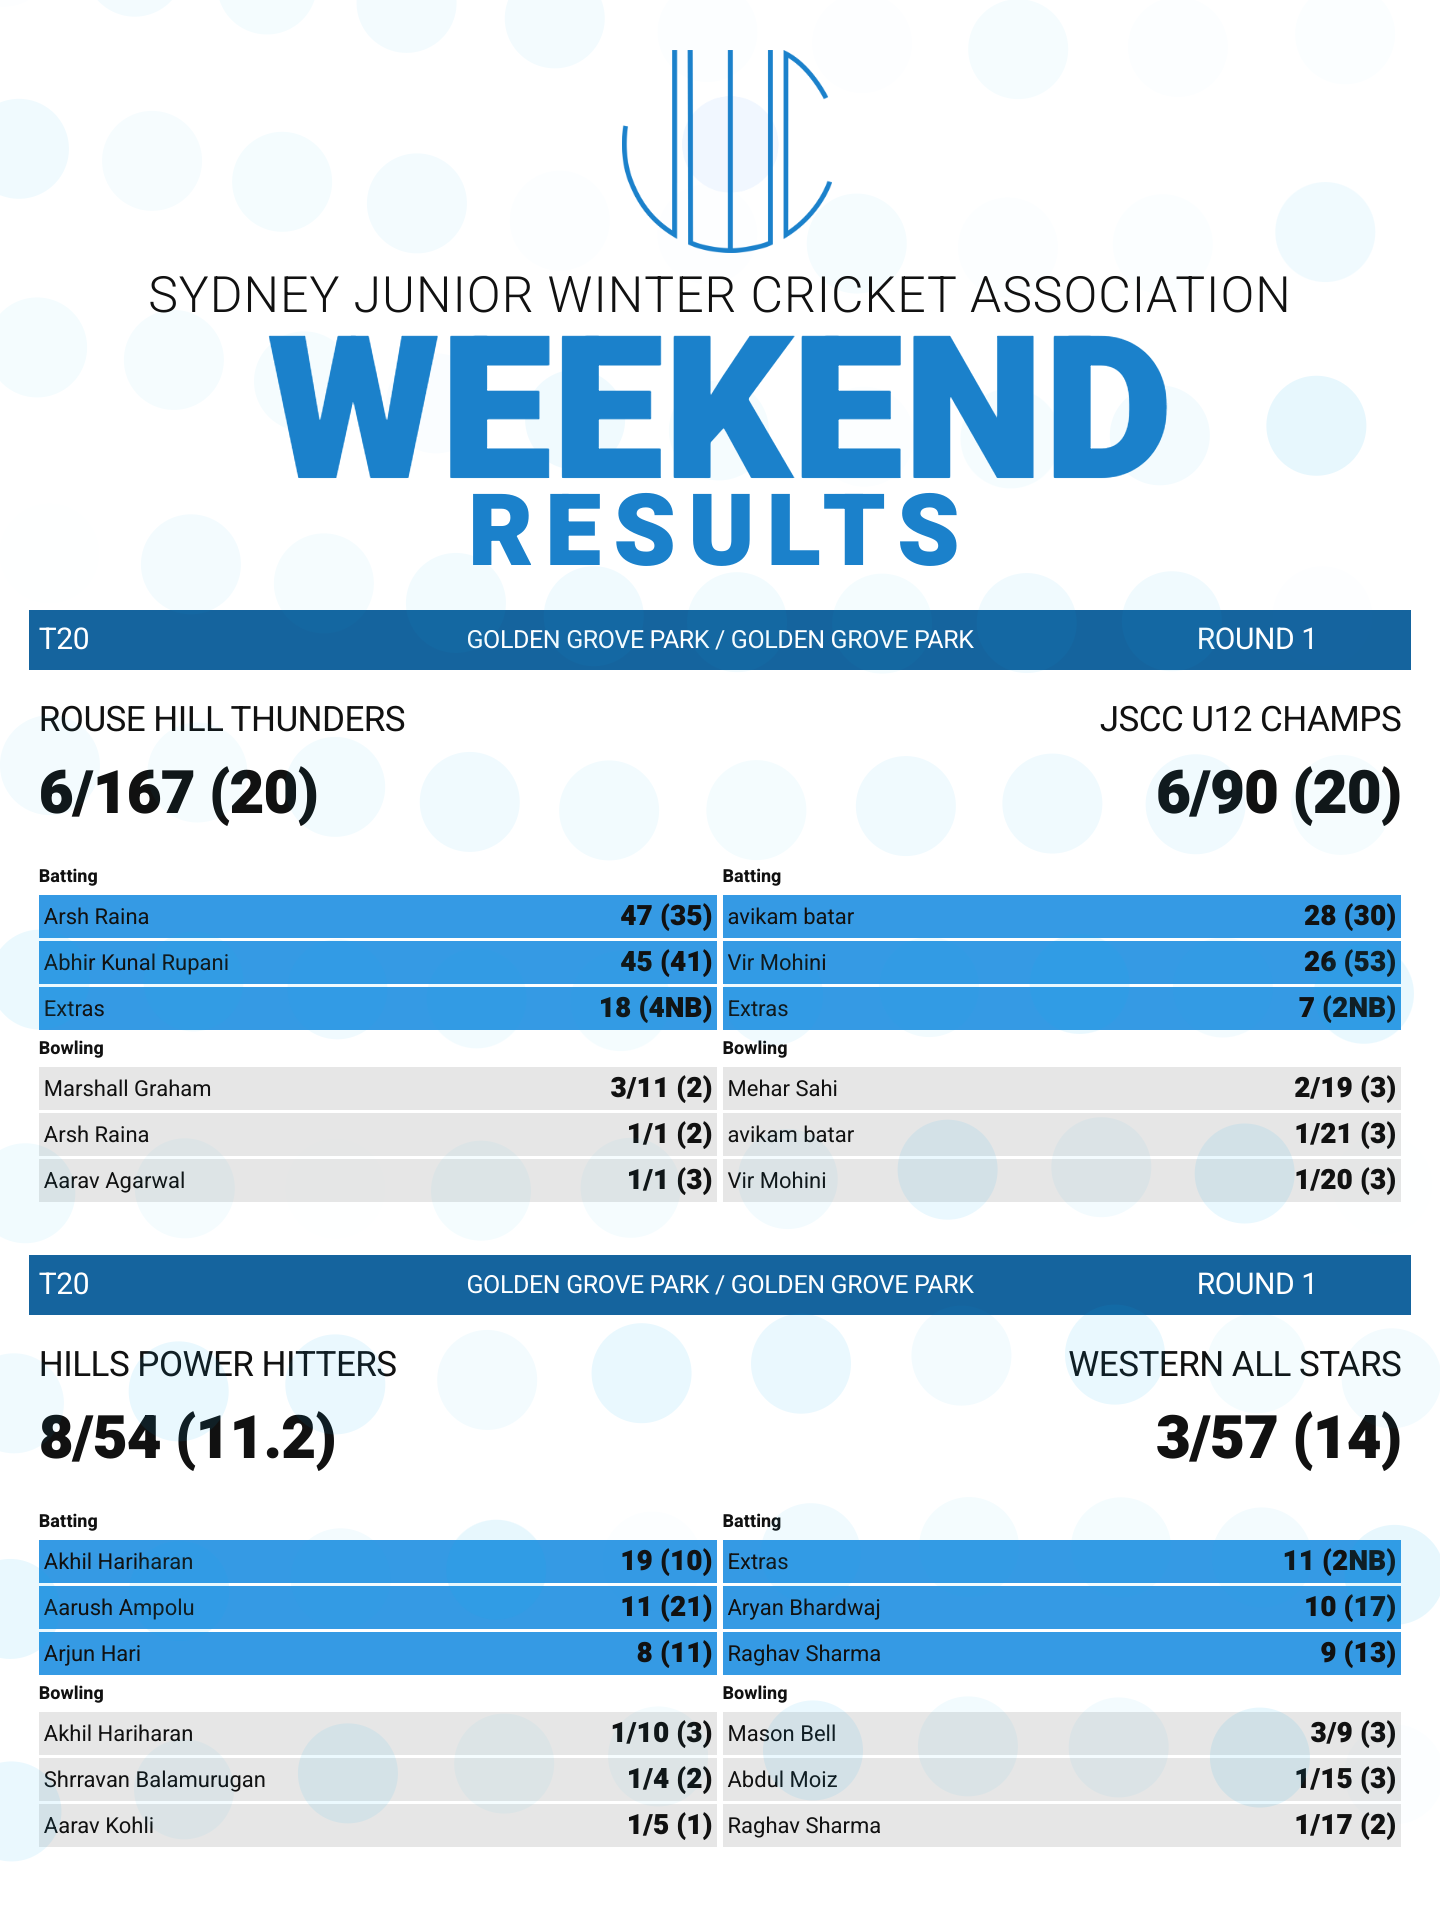 JWC
SYDNEY JUNIOR WINTER CRICKET ASSOCIATION
WEEKEND
RESULTS
T20 GOLDEN GROVE PARK / GOLDEN GROVE PARK ROUND 1
ROUSE HILL THUNDERS JSCC U12 CHAMPS
6/167 (20) 6/90 (20)
Batting Batting
Arsh Raina 47 (35) avikam batar 28 (30)
Abhir Kunal Rupani 45 (41) Vir Mohini 26 (53)
Extras 18 (4NB) Extras 7 (2NB)
Bowling Bowling
Marshall Graham 3/11 (2) Mehar Sahi 2/19 (3)
Arsh Raina 1/1 (2) avikam batar 1/21 (3)
Aarav Agarwal 1/1 (3) Vir Mohini 1/20 (3)
T20 GOLDEN GROVE PARK / GOLDEN GROVE PARK ROUND 1
HILLS POWER HITTERS WESTERN ALL STARS
8/54 (11.2) 3/57 (14)
Batting Batting
Akhil Hariharan 19 (10) Extras 11 (2NB)
Aarush Ampolu 11 (21) Aryan Bhardwaj 10 (17)
Arjun Hari 8 (11) Raghav Sharma 9 (13)
Bowling Bowling
Akhil Hariharan 1/10 (3) Mason Bell 3/9 (3)
Shrravan Balamurugan 1/4 (2) Abdul Moiz 1/15 (3)
Aarav Kohli 1/5 (1) Raghav Sharma 1/17 (2)